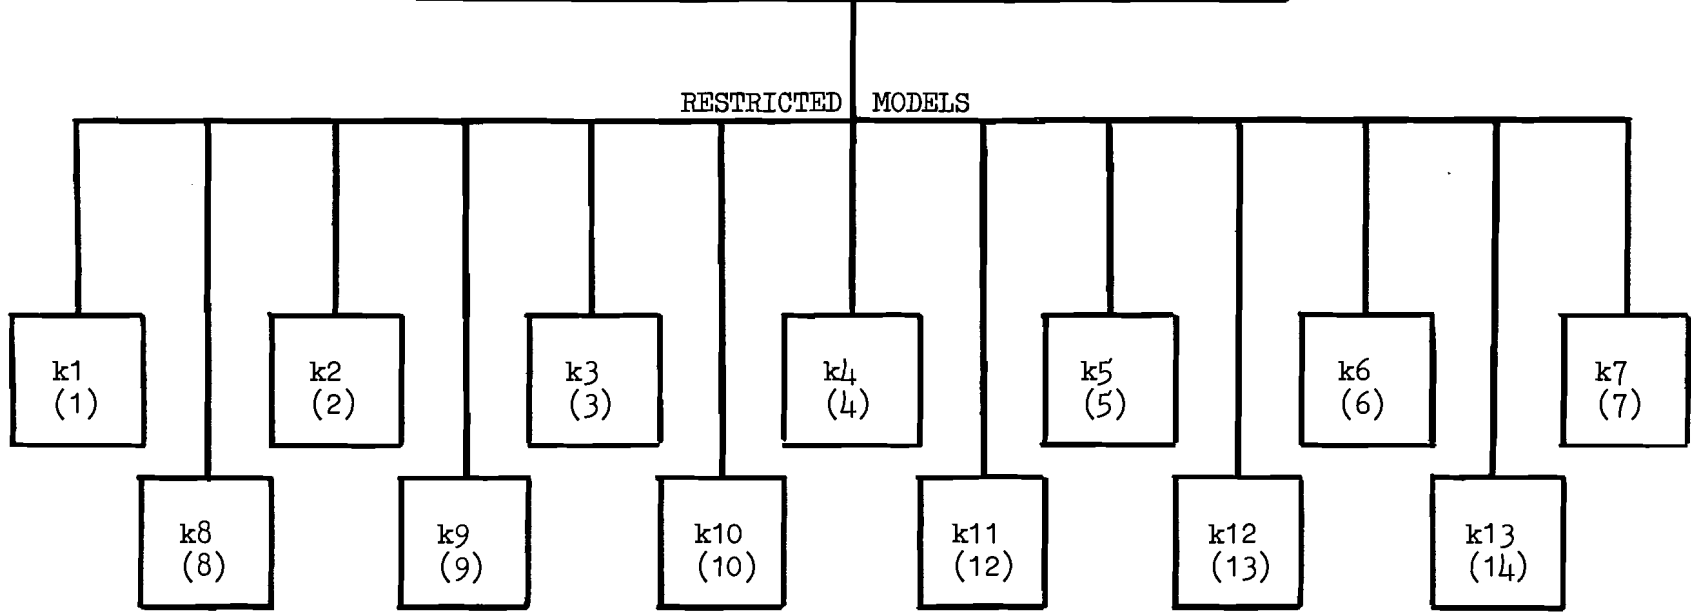 RESTRICTED MODELS
k1
(1)
k2
(2)
k3
(3)
k4
(4)
k5
(5)
k6
(6)
k7
(7)
k8
(8)
k9
(9)
k10
(10)
k11
(12)
k12
(13)
k13
(14)